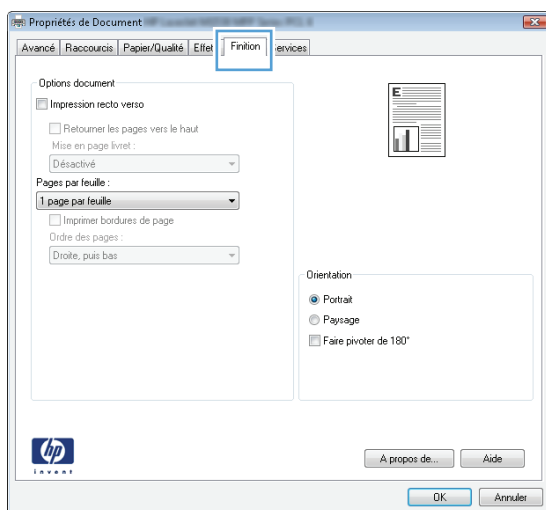 Propriétés de Document
Avancé Raccourcis Papier/Qualité Effet Finition ervices
Options document
Impression recto verso
Retourner les pages vers le haut
Mise en page livret :
Désactivé
Pages par feuille :
1 page par feuille
Imprimer bordures de page
Ordre des pages :
Droite, puis bas
E
Orientation
Portrait
Paysage
Faire pivoter de 180°
hp
invent
A propos de... Aide
OK Annuler